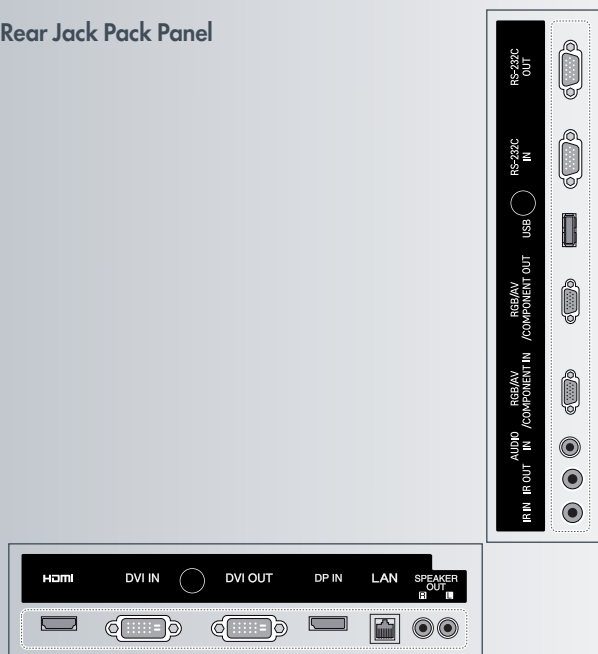 Rear Jack Pack Panel
RS-232C
OUT
RS-232C
IN
USB
RGB/AV
/COMPONENT OUT
RGB/AV
/COMPONENT IN
AUDIO
IN
IR OUT
IR IN
HDMI
DVI IN
DVI OUT
DP IN
LAN
SPEAKER
OUT
R L